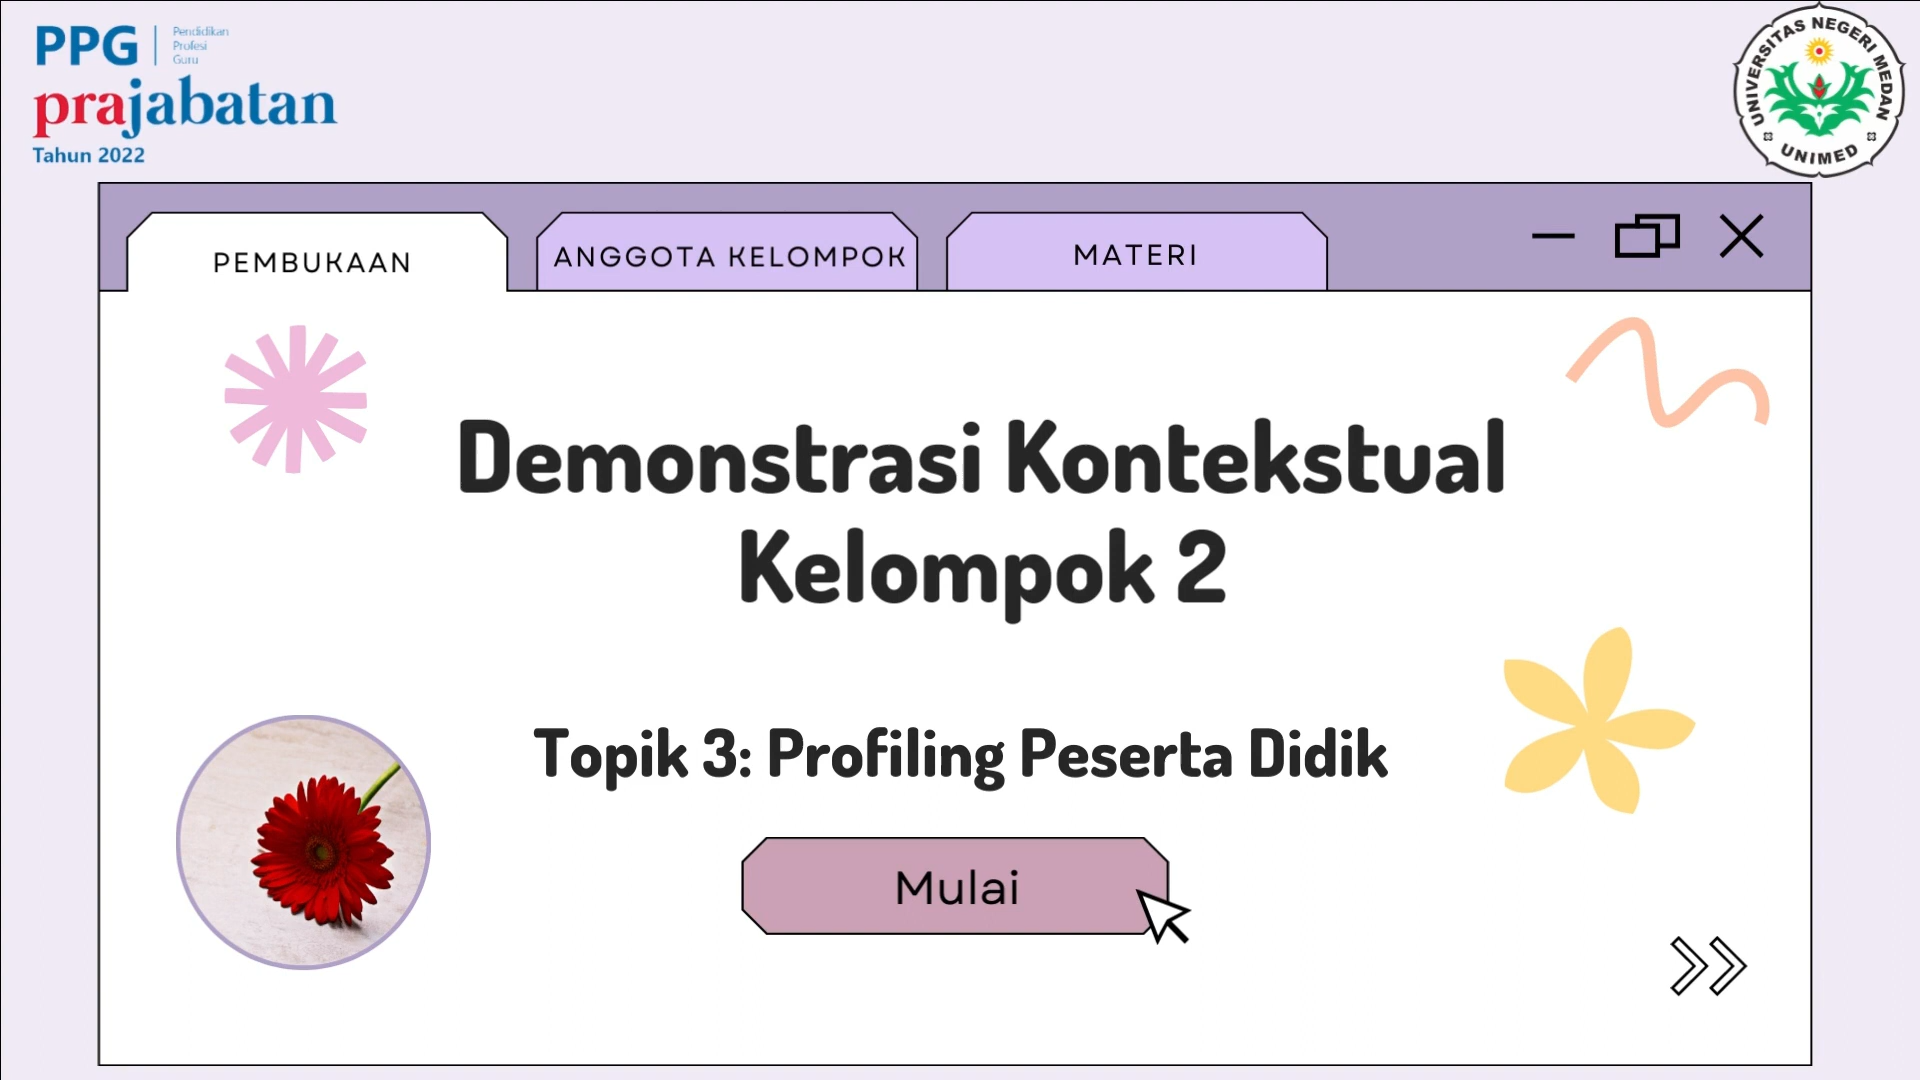 PPG
Pendidikan
Profesi
Guru
prajabatan
Tahun 2022
UNIVERSITAS NEGERI MEDAN
UNIMED
PEMBUKAAN
ANGGOTA KELOMPOK
MATERI
Demonstrasi Kontekstual
Kelompok 2
Topik 3: Profiling Peserta Didik
Mulai